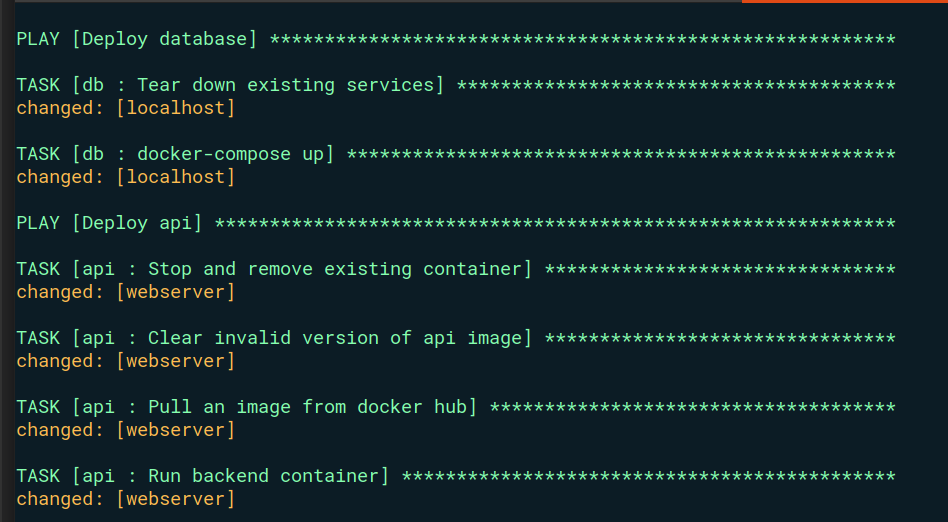 PLAY [Deploy database] *********************************************************
TASK [db : Tear down existing services] ****************************************
changed: [localhost]
TASK [db : docker-compose up] **************************************************
changed: [localhost]
PLAY [Deploy api] **************************************************************
TASK [api : Stop and remove existing container] ********************************
changed: [webserver]
TASK [api : Clear invalid version of api image] ********************************
changed: [webserver]
TASK [api : Pull an image from docker hub] *************************************
changed: [webserver]
TASK [api : Run backend container] *********************************************
changed: [webserver]